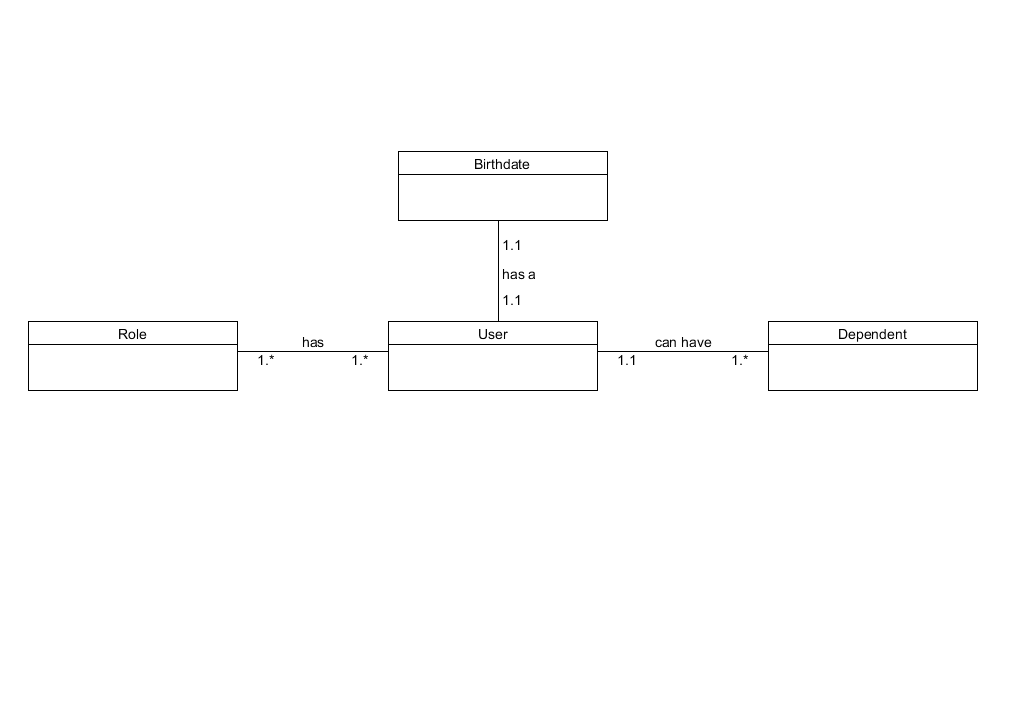 Birthdate
1.1
has a
1.1
Role
has
1.*
1.*
User
can have
1.1
1.*
Dependent